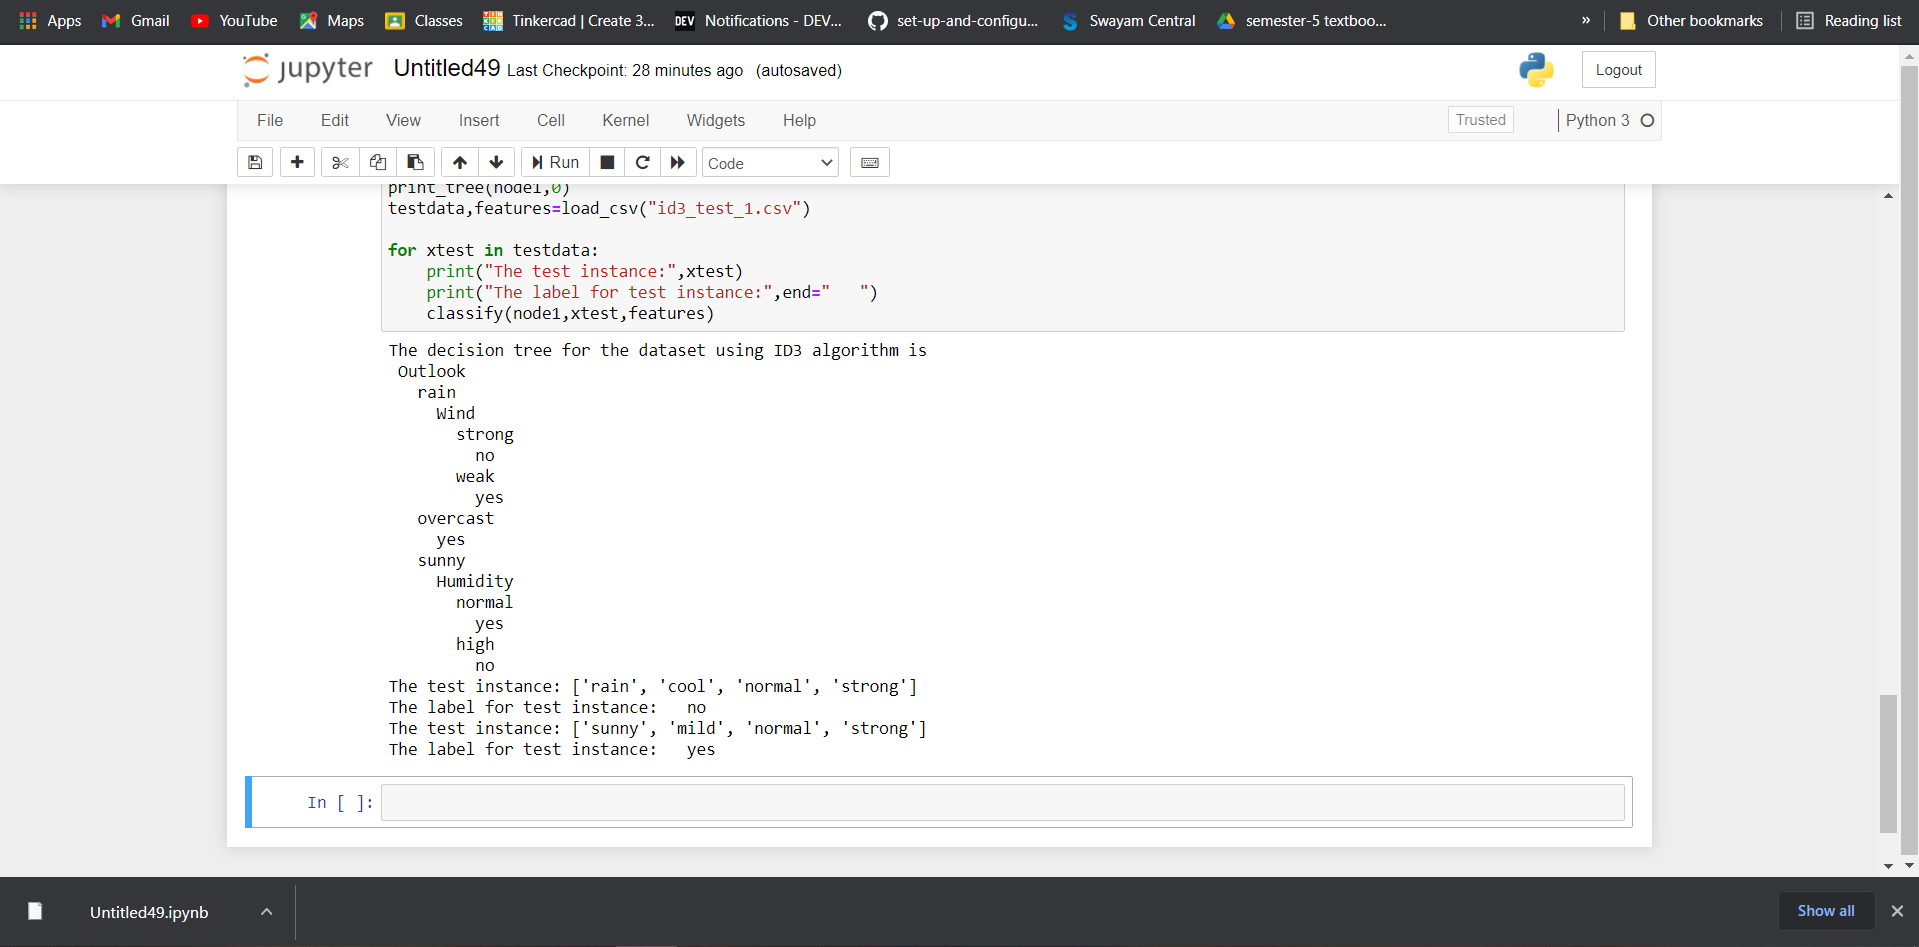 Apps Gmail YouTube Maps Classes Tinkercad | Create 3... DEV Notifications - DEV... set-up-and-configu... Swayam Central semester-5 textboo... » Other bookmarks Reading list
jupyter Untitled49 Last Checkpoint: 28 minutes ago (autosaved) Logout
File Edit View Insert Cell Kernel Widgets Help Trusted Python 3
Run Code
print_tree(node1,0)
testdata,features=load_csv("id3_test_1.csv")
for xtest in testdata:
    print("The test instance:",xtest)
    print("The label for test instance:",end="   ")
    classify(node1,xtest,features)
The decision tree for the dataset using ID3 algorithm is
 Outlook
   rain
     Wind
       strong
         no
       weak
         yes
   overcast
     yes
   sunny
     Humidity
       normal
         yes
       high
         no
The test instance: ['rain', 'cool', 'normal', 'strong']
The label for test instance:   no
The test instance: ['sunny', 'mild', 'normal', 'strong']
The label for test instance:   yes
In [ ]:
Untitled49.ipynb Show all